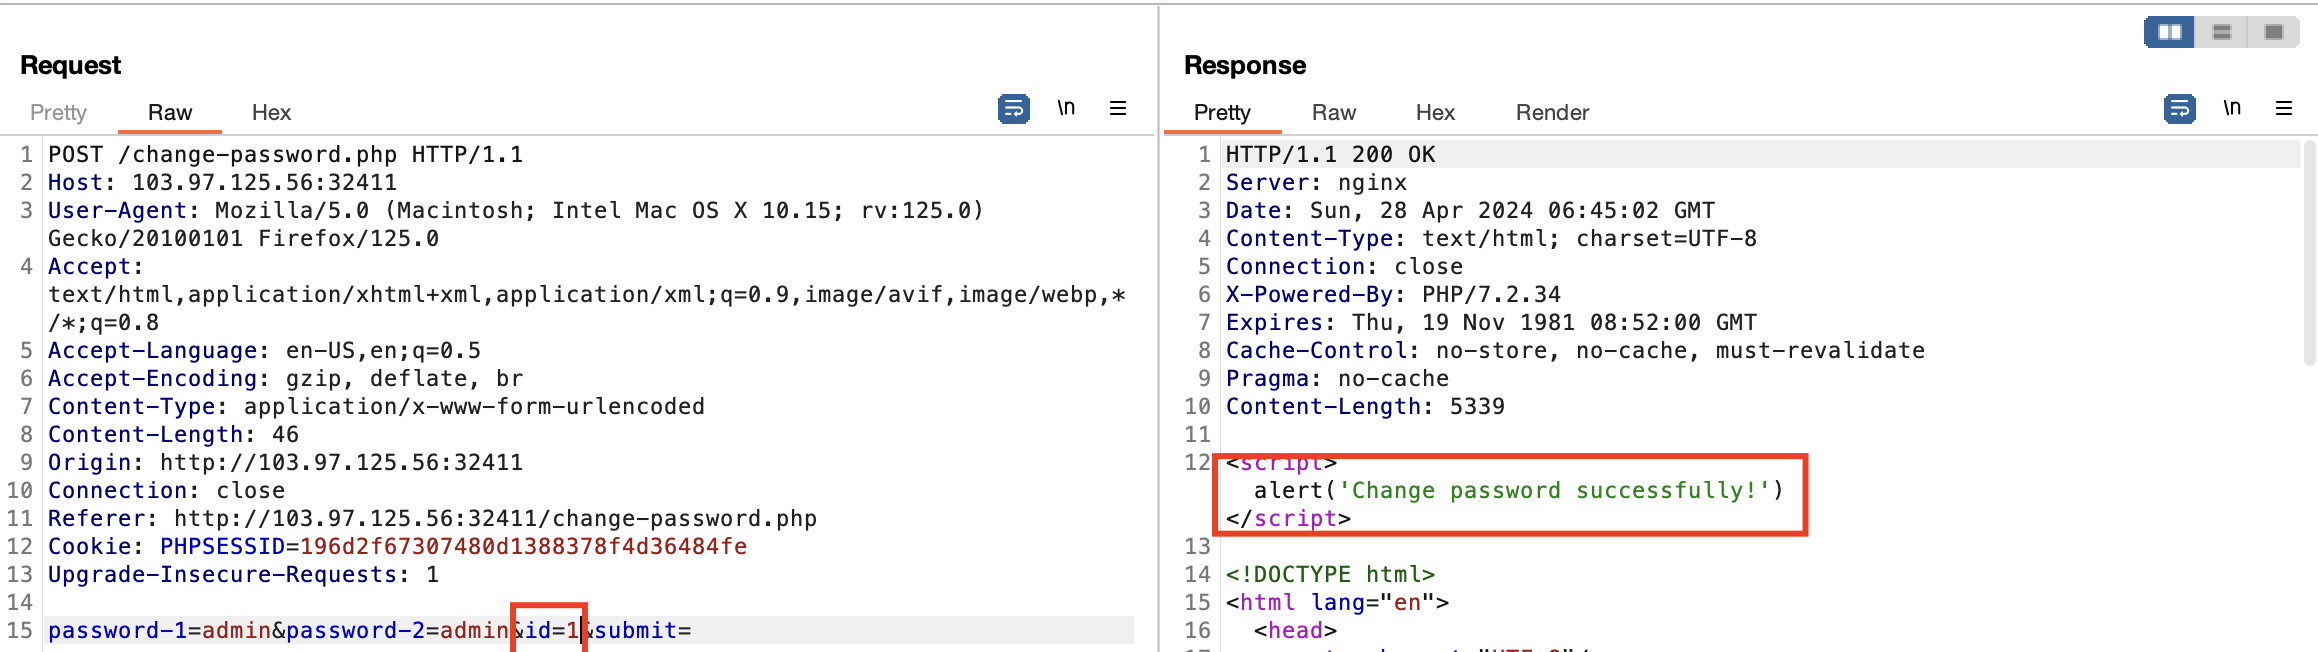 Request
Pretty Raw Hex \n
1 POST /change-password.php HTTP/1.1
2 Host: 103.97.125.56:32411
3 User-Agent: Mozilla/5.0 (Macintosh; Intel Mac OS X 10.15; rv:125.0)
Gecko/20100101 Firefox/125.0
4 Accept:
text/html,application/xhtml+xml,application/xml;q=0.9,image/avif,image/webp,*
/*;q=0.8
5 Accept-Language: en-US,en;q=0.5
6 Accept-Encoding: gzip, deflate, br
7 Content-Type: application/x-www-form-urlencoded
8 Content-Length: 46
9 Origin: http://103.97.125.56:32411
10 Connection: close
11 Referer: http://103.97.125.56:32411/change-password.php
12 Cookie: PHPSESSID=196d2f67307480d1388378f4d36484fe
13 Upgrade-Insecure-Requests: 1
14
15 password-1=admin&password-2=admin&id=1&submit=
Response
Pretty Raw Hex Render \n
1 HTTP/1.1 200 OK
2 Server: nginx
3 Date: Sun, 28 Apr 2024 06:45:02 GMT
4 Content-Type: text/html; charset=UTF-8
5 Connection: close
6 X-Powered-By: PHP/7.2.34
7 Expires: Thu, 19 Nov 1981 08:52:00 GMT
8 Cache-Control: no-store, no-cache, must-revalidate
9 Pragma: no-cache
10 Content-Length: 5339
11
12 <script>
alert('Change password successfully!')
</script>
13
14 <!DOCTYPE html>
15 <html lang="en">
16 <head>